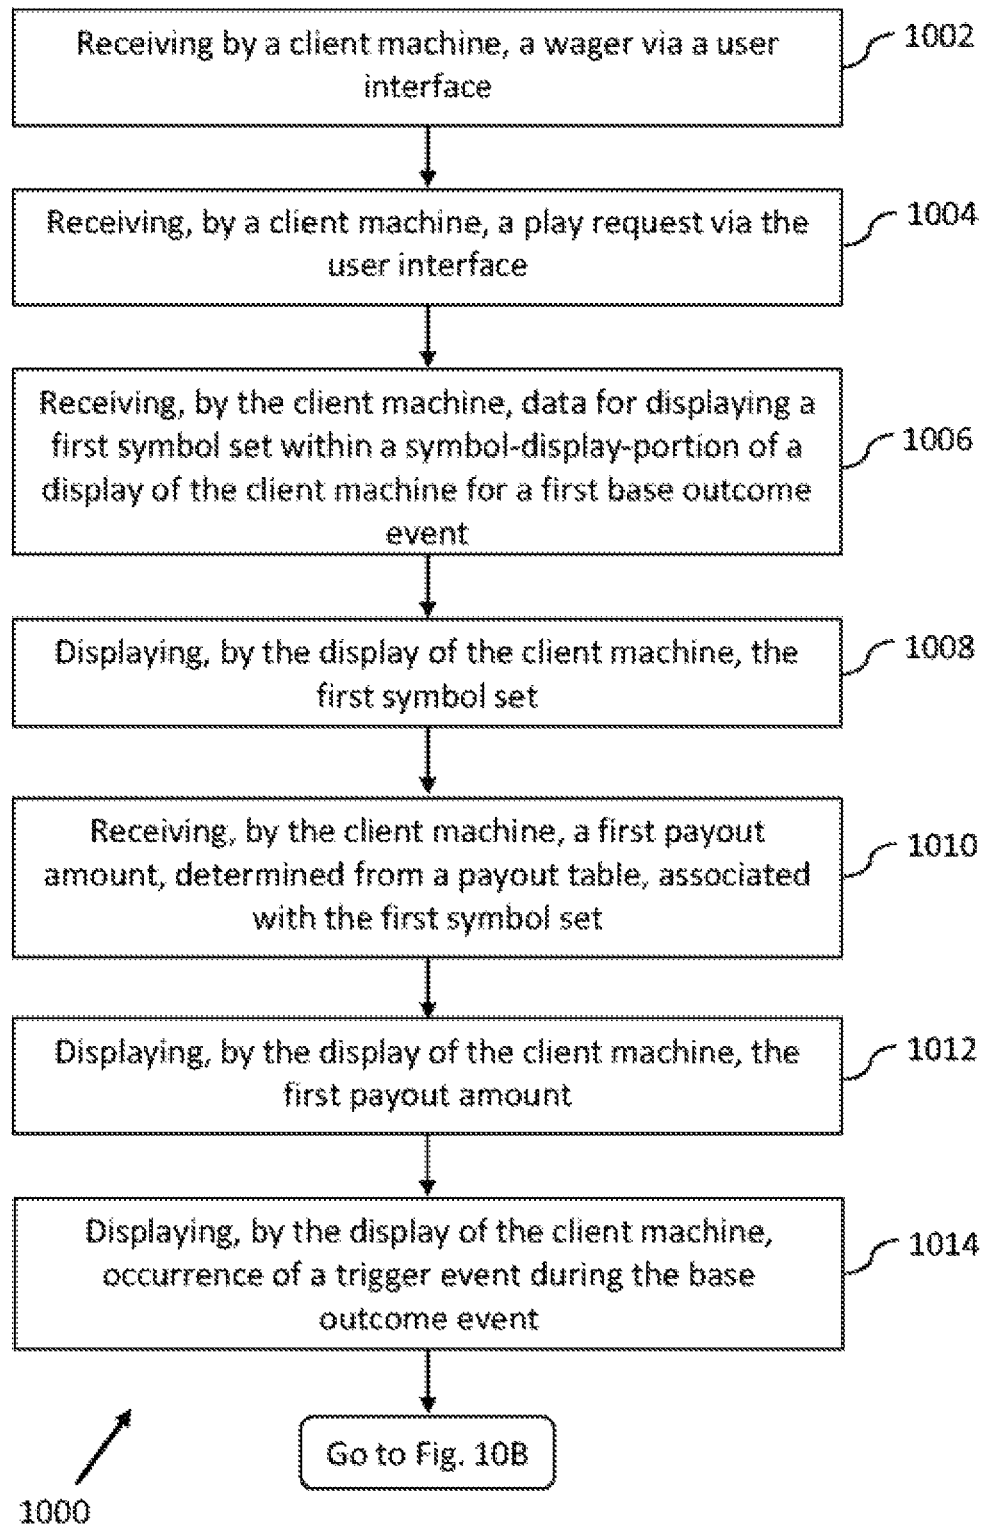 Receiving by a client machine, a wager via a user
interface
1002
Receiving, by a client machine, a play request via the
user interface
1004
Receiving, by the client machine, data for displaying a
first symbol set within a symbol-display-portion of a
display of the client machine for a first base outcome
event
1006
Displaying, by the display of the client machine, the
first symbol set
1008
Receiving, by the client machine, a first payout
amount, determined from a payout table, associated
with the first symbol set
1010
Displaying, by the display of the client machine, the
first payout amount
1012
Displaying, by the display of the client machine,
occurrence of a trigger event during the base
outcome event
1014
Go to Fig. 10B
1000